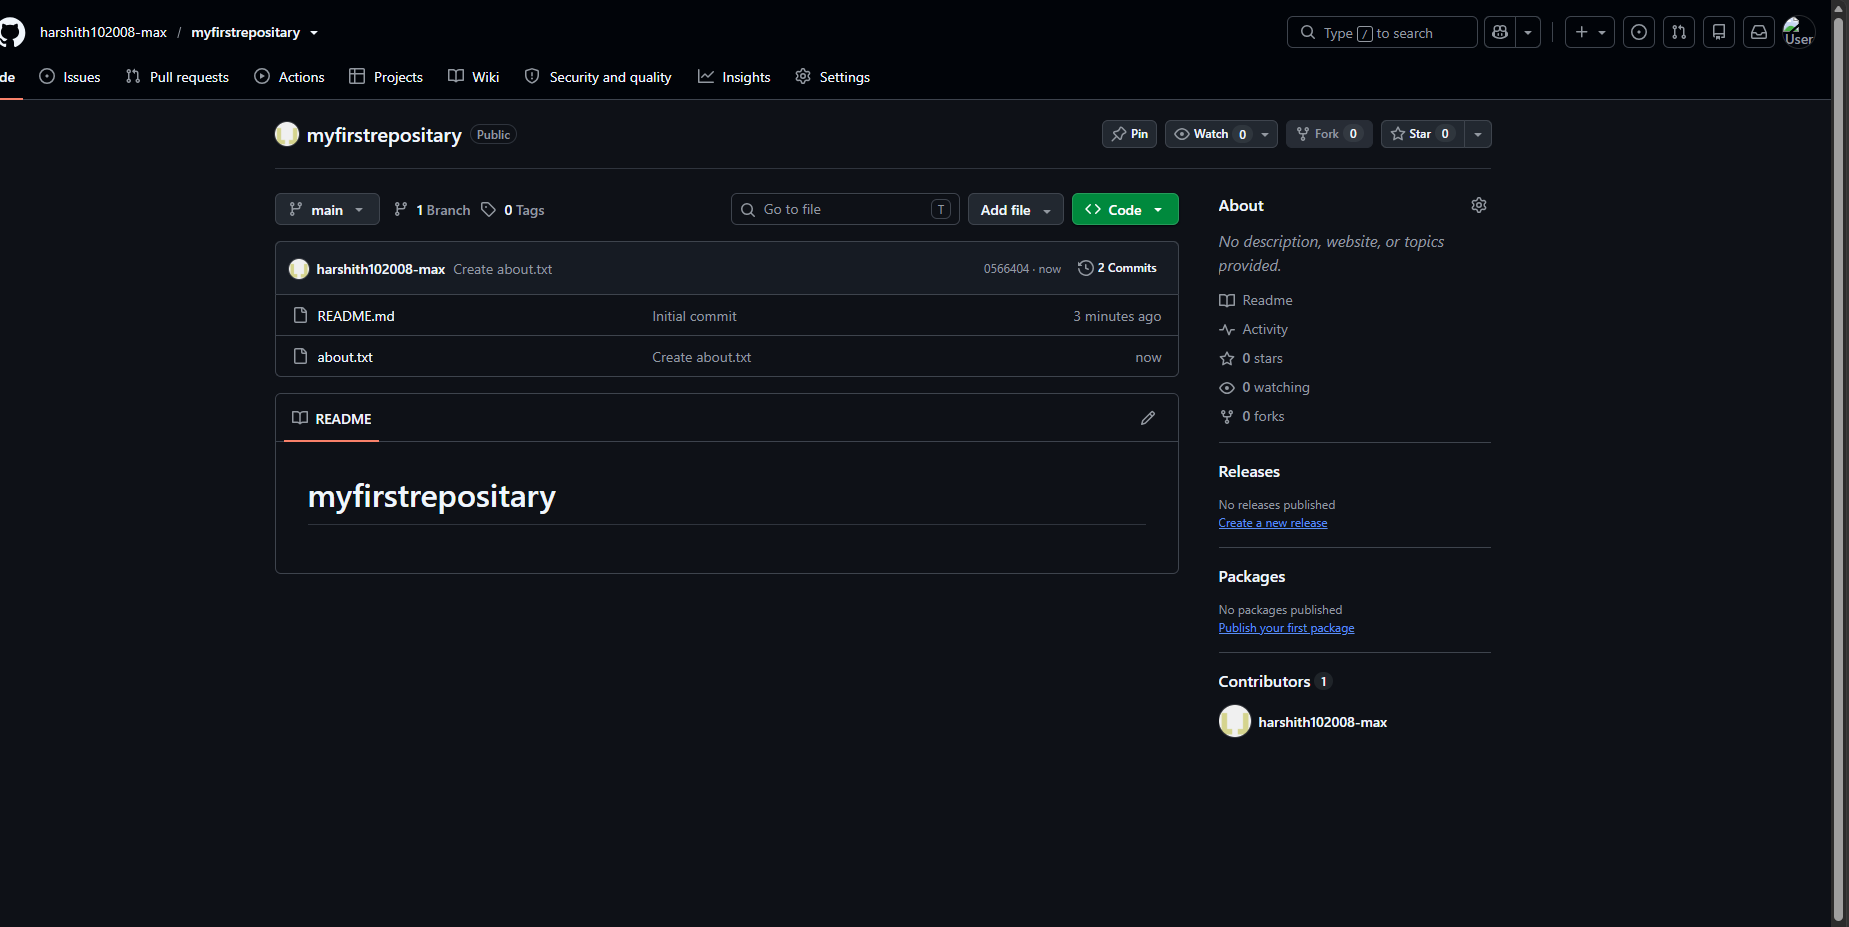 harshith102008-max / myfirstrepositary
Type / to search
User
de Issues Pull requests Actions Projects Wiki Security and quality Insights Settings
myfirstrepositary Public
Pin Watch 0 Fork 0 Star 0
main 1 Branch 0 Tags Go to file T Add file Code
harshith102008-max Create about.txt 0566404 · now 2 Commits
README.md Initial commit 3 minutes ago
about.txt Create about.txt now
README
myfirstrepositary
About
No description, website, or topics
provided.
Readme
Activity
0 stars
0 watching
0 forks
Releases
No releases published
Create a new release
Packages
No packages published
Publish your first package
Contributors 1
harshith102008-max